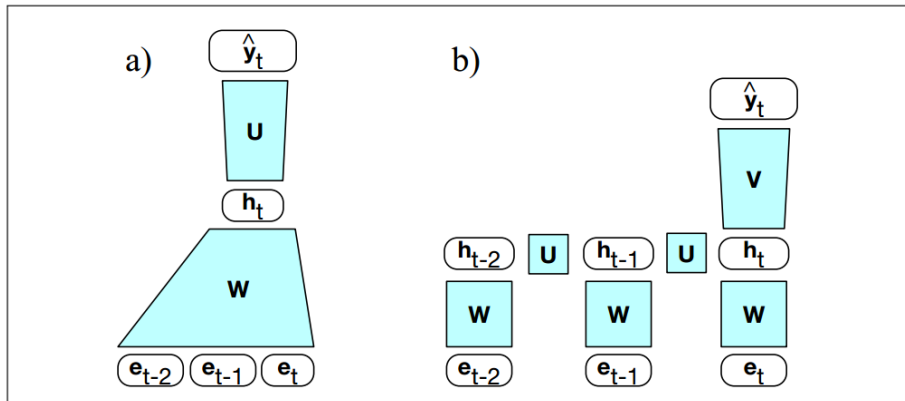 a)
ŷt
U
ht
W
et-2 et-1 et
b)
ŷt
V
ht-2 U ht-1 U ht
W W W
et-2 et-1 et